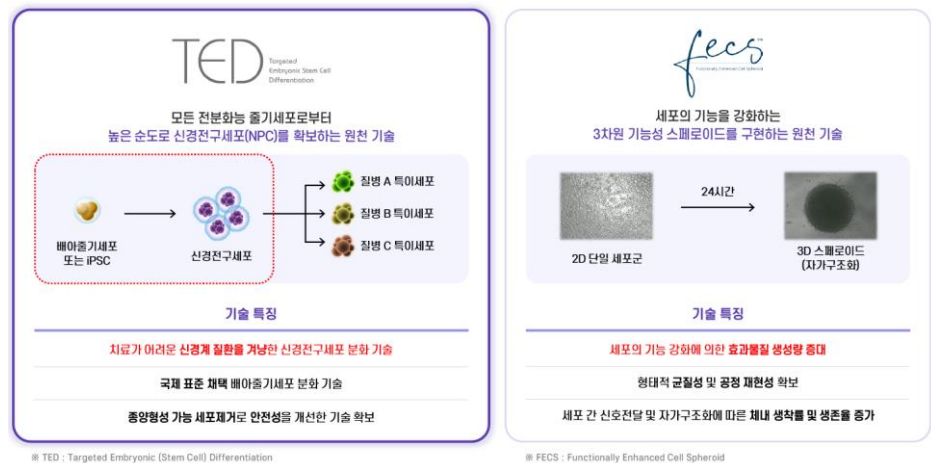 TED
Targeted
Embryonic Stem Cell
Differentiation
모든 전분화능 줄기세포로부터
높은 순도로 신경전구세포(NPC)를 확보하는 원천 기술
배아줄기세포
또는 iPSC
신경전구세포
질병 A 특이세포
질병 B 특이세포
질병 C 특이세포
기술 특징
치료가 어려운 신경계 질환을 겨냥한 신경전구세포 분화 기술
국제 표준 채택 배아줄기세포 분화 기술
종양형성 가능 세포제거로 안전성을 개선한 기술 확보
※ TED : Targeted Embryonic (Stem Cell) Differentiation
fecs™
Functionally Enhanced Cell Spheroid
세포의 기능을 강화하는
3차원 기능성 스페로이드를 구현하는 원천 기술
2D 단일 세포군
24시간
3D 스페로이드
(자가구조화)
기술 특징
세포의 기능 강화에 의한 효과물질 생성량 증대
형태적 균질성 및 공정 재현성 확보
세포 간 신호전달 및 자가구조화에 따른 체내 생착률 및 생존율 증가
※ FECS : Functionally Enhanced Cell Spheroid